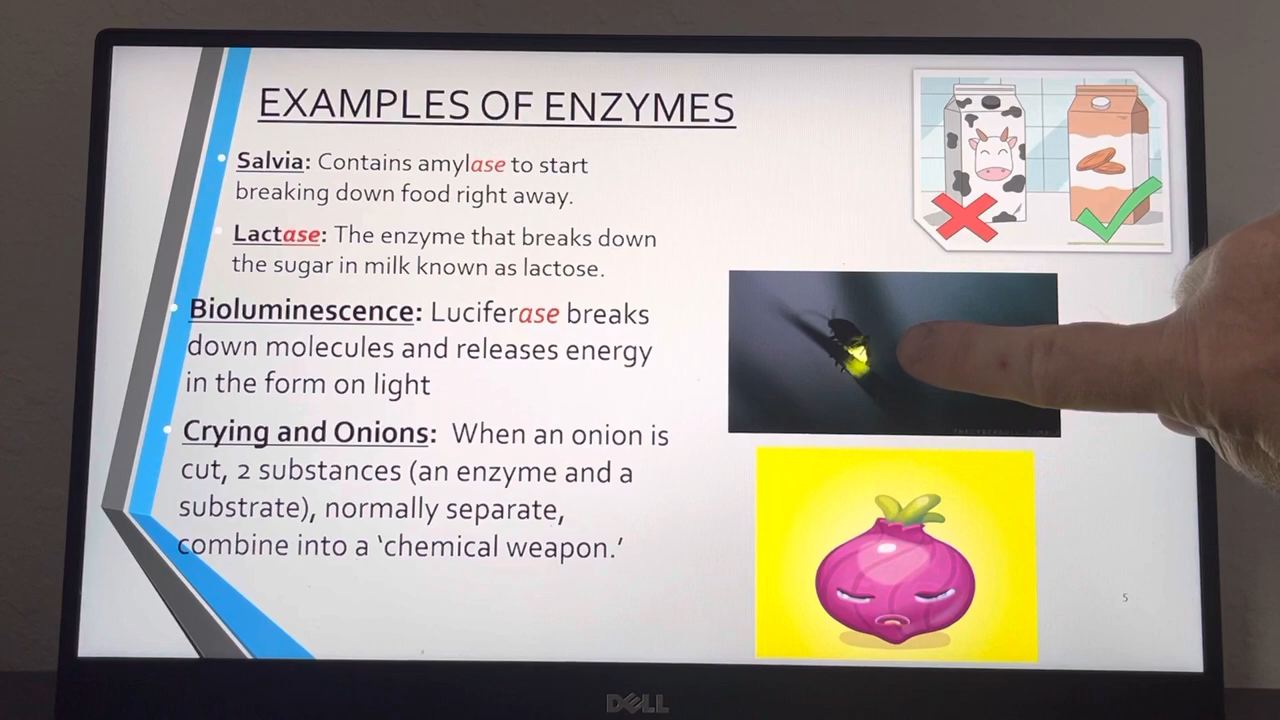 EXAMPLES OF ENZYMES
Salvia: Contains amylase to start
breaking down food right away.
Lactase: The enzyme that breaks down
the sugar in milk known as lactose.
Bioluminescence: Luciferase breaks
down molecules and releases energy
in the form on light
Crying and Onions: When an onion is
cut, 2 substances (an enzyme and a
substrate), normally separate,
combine into a ‘chemical weapon.’
5
DELL